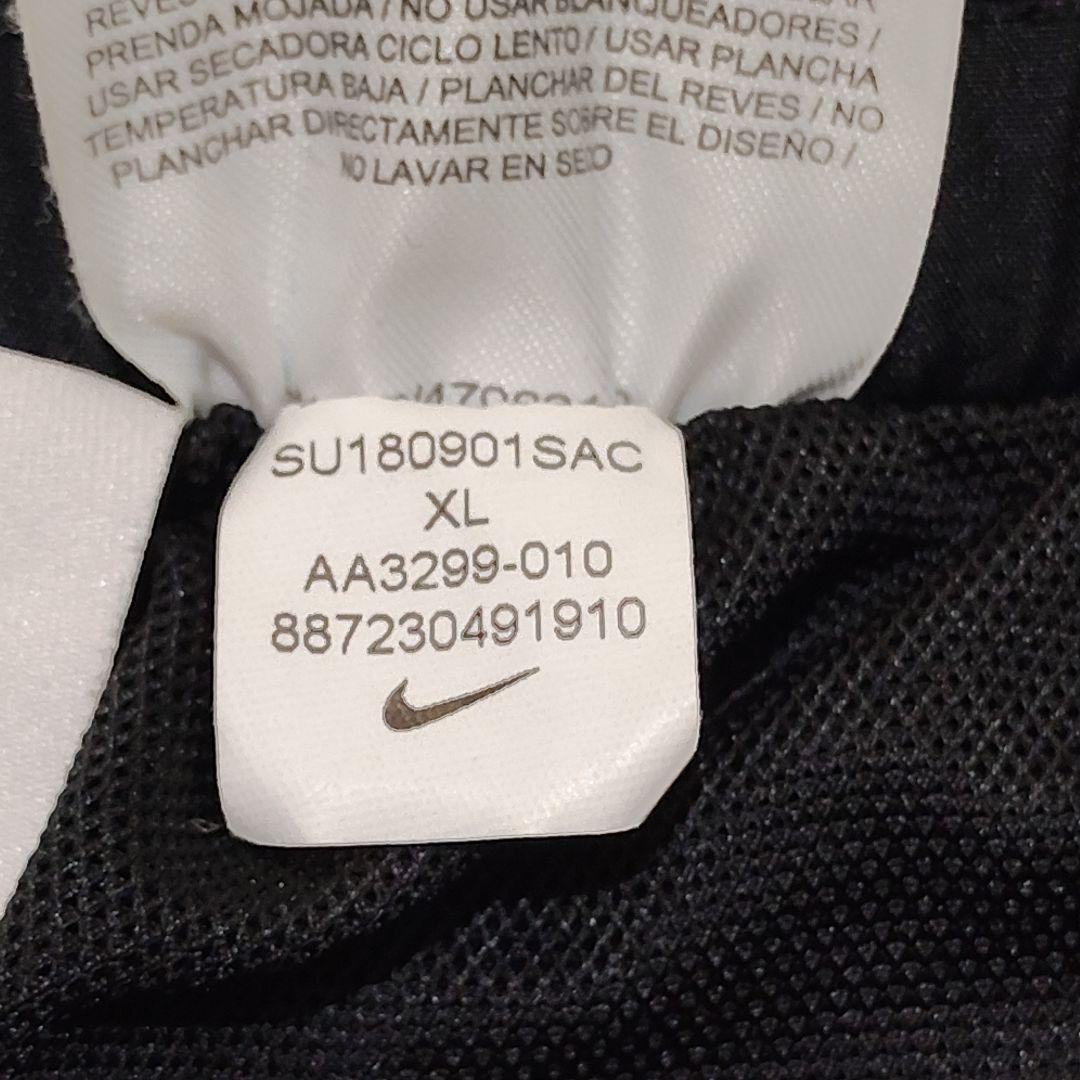 REVES
PRENDA MOJADA / NO USAR BLANQUEADORES /
USAR SECADORA CICLO LENTO / USAR PLANCHA
TEMPERATURA BAJA / PLANCHAR DEL REVES / NO
PLANCHAR DIRECTAMENTE SOBRE EL DISEÑO /
NO LAVAR EN SECO
SU180901SAC
XL
AA3299-010
887230491910